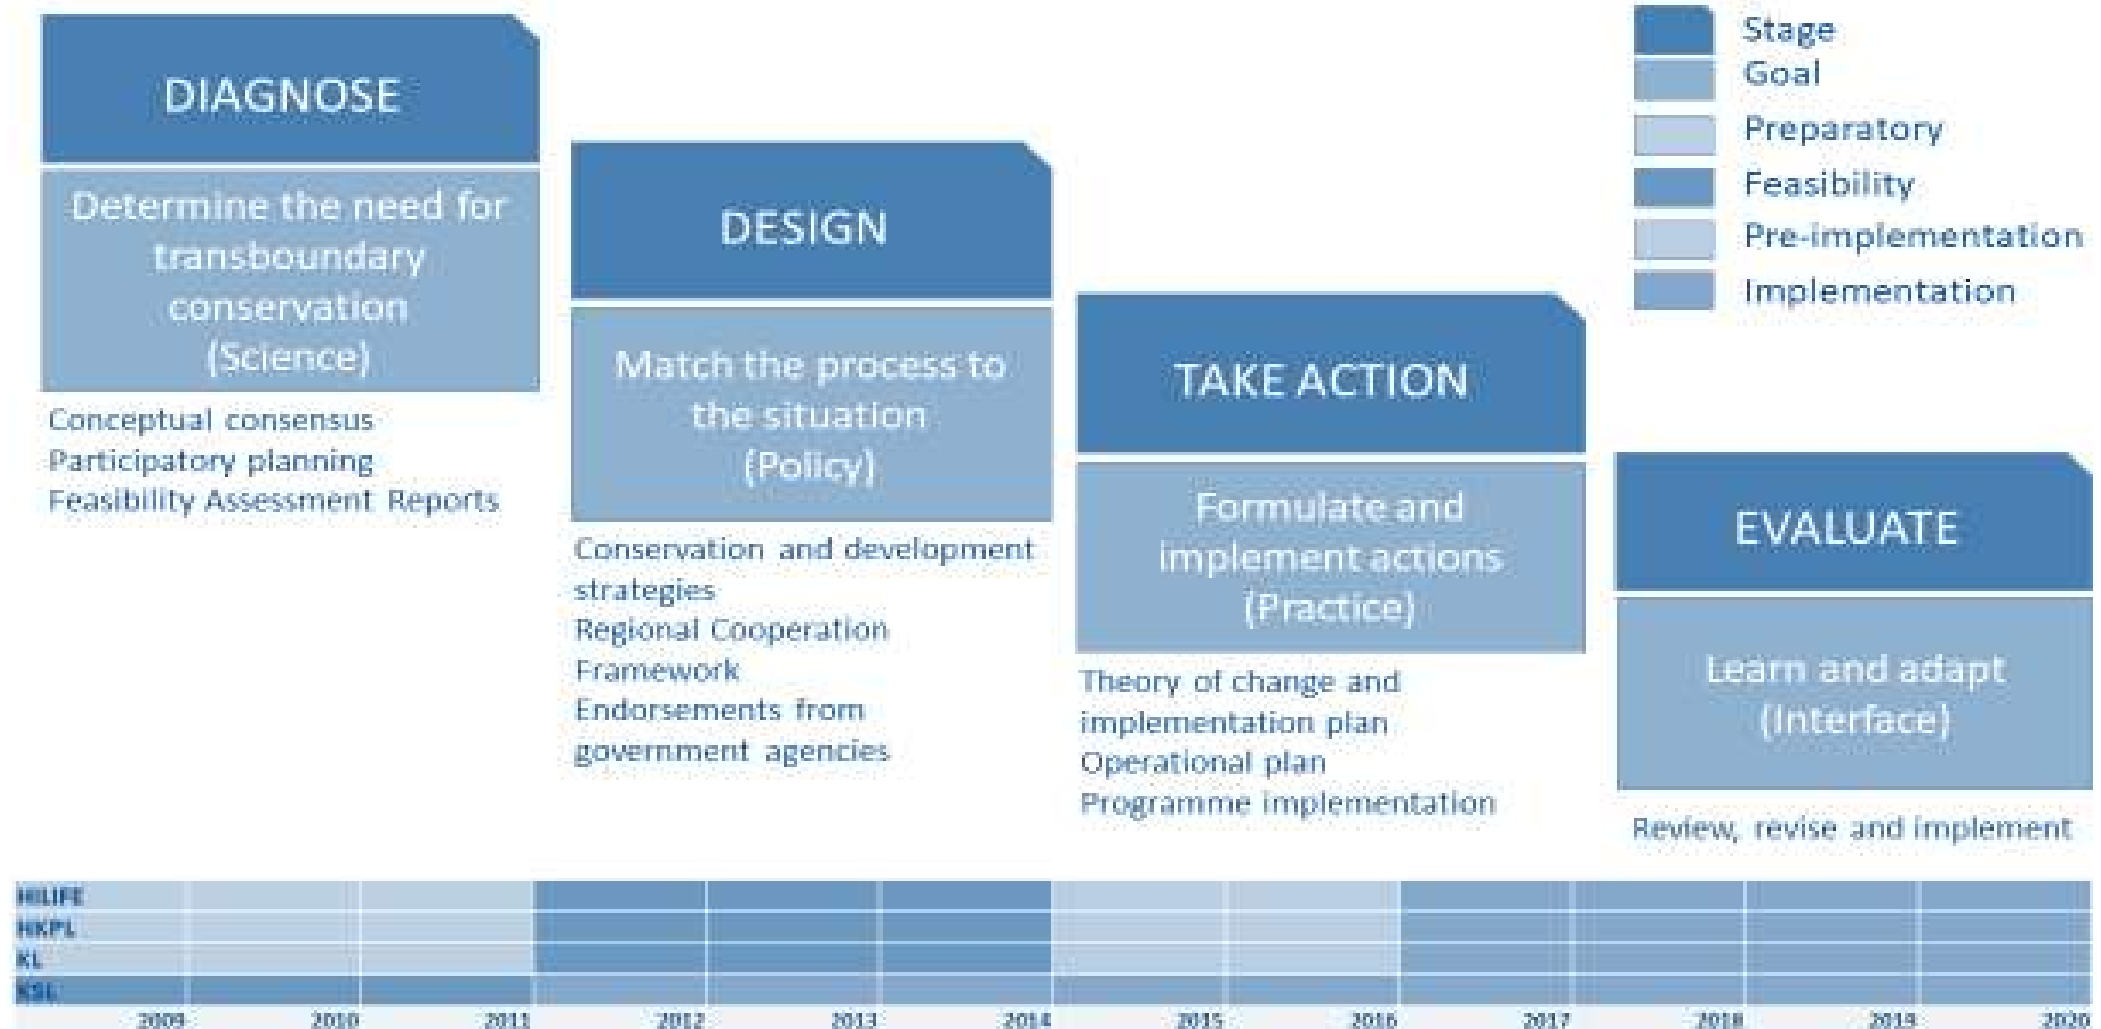 DIAGNOSE
Determine the need for
transboundary
conservation
(Science)
Conceptual consensus
Participatory planning
Feasibility Assessment Reports
DESIGN
Match the process to
the situation
(Policy)
Conservation and development
strategies
Regional Cooperation
Framework
Endorsements from
government agencies
TAKE ACTION
Formulate and
implement actions
(Practice)
Theory of change and
implementation plan
Operational plan
Programme implementation
EVALUATE
Learn and adapt
(Interface)
Review, revise and implement
Stage
Goal
Preparatory
Feasibility
Pre-implementation
Implementation
HILIFE
HKPL
KL
KSL
2009 2010 2011 2012 2013 2014 2015 2016 2017 2018 2019 2020